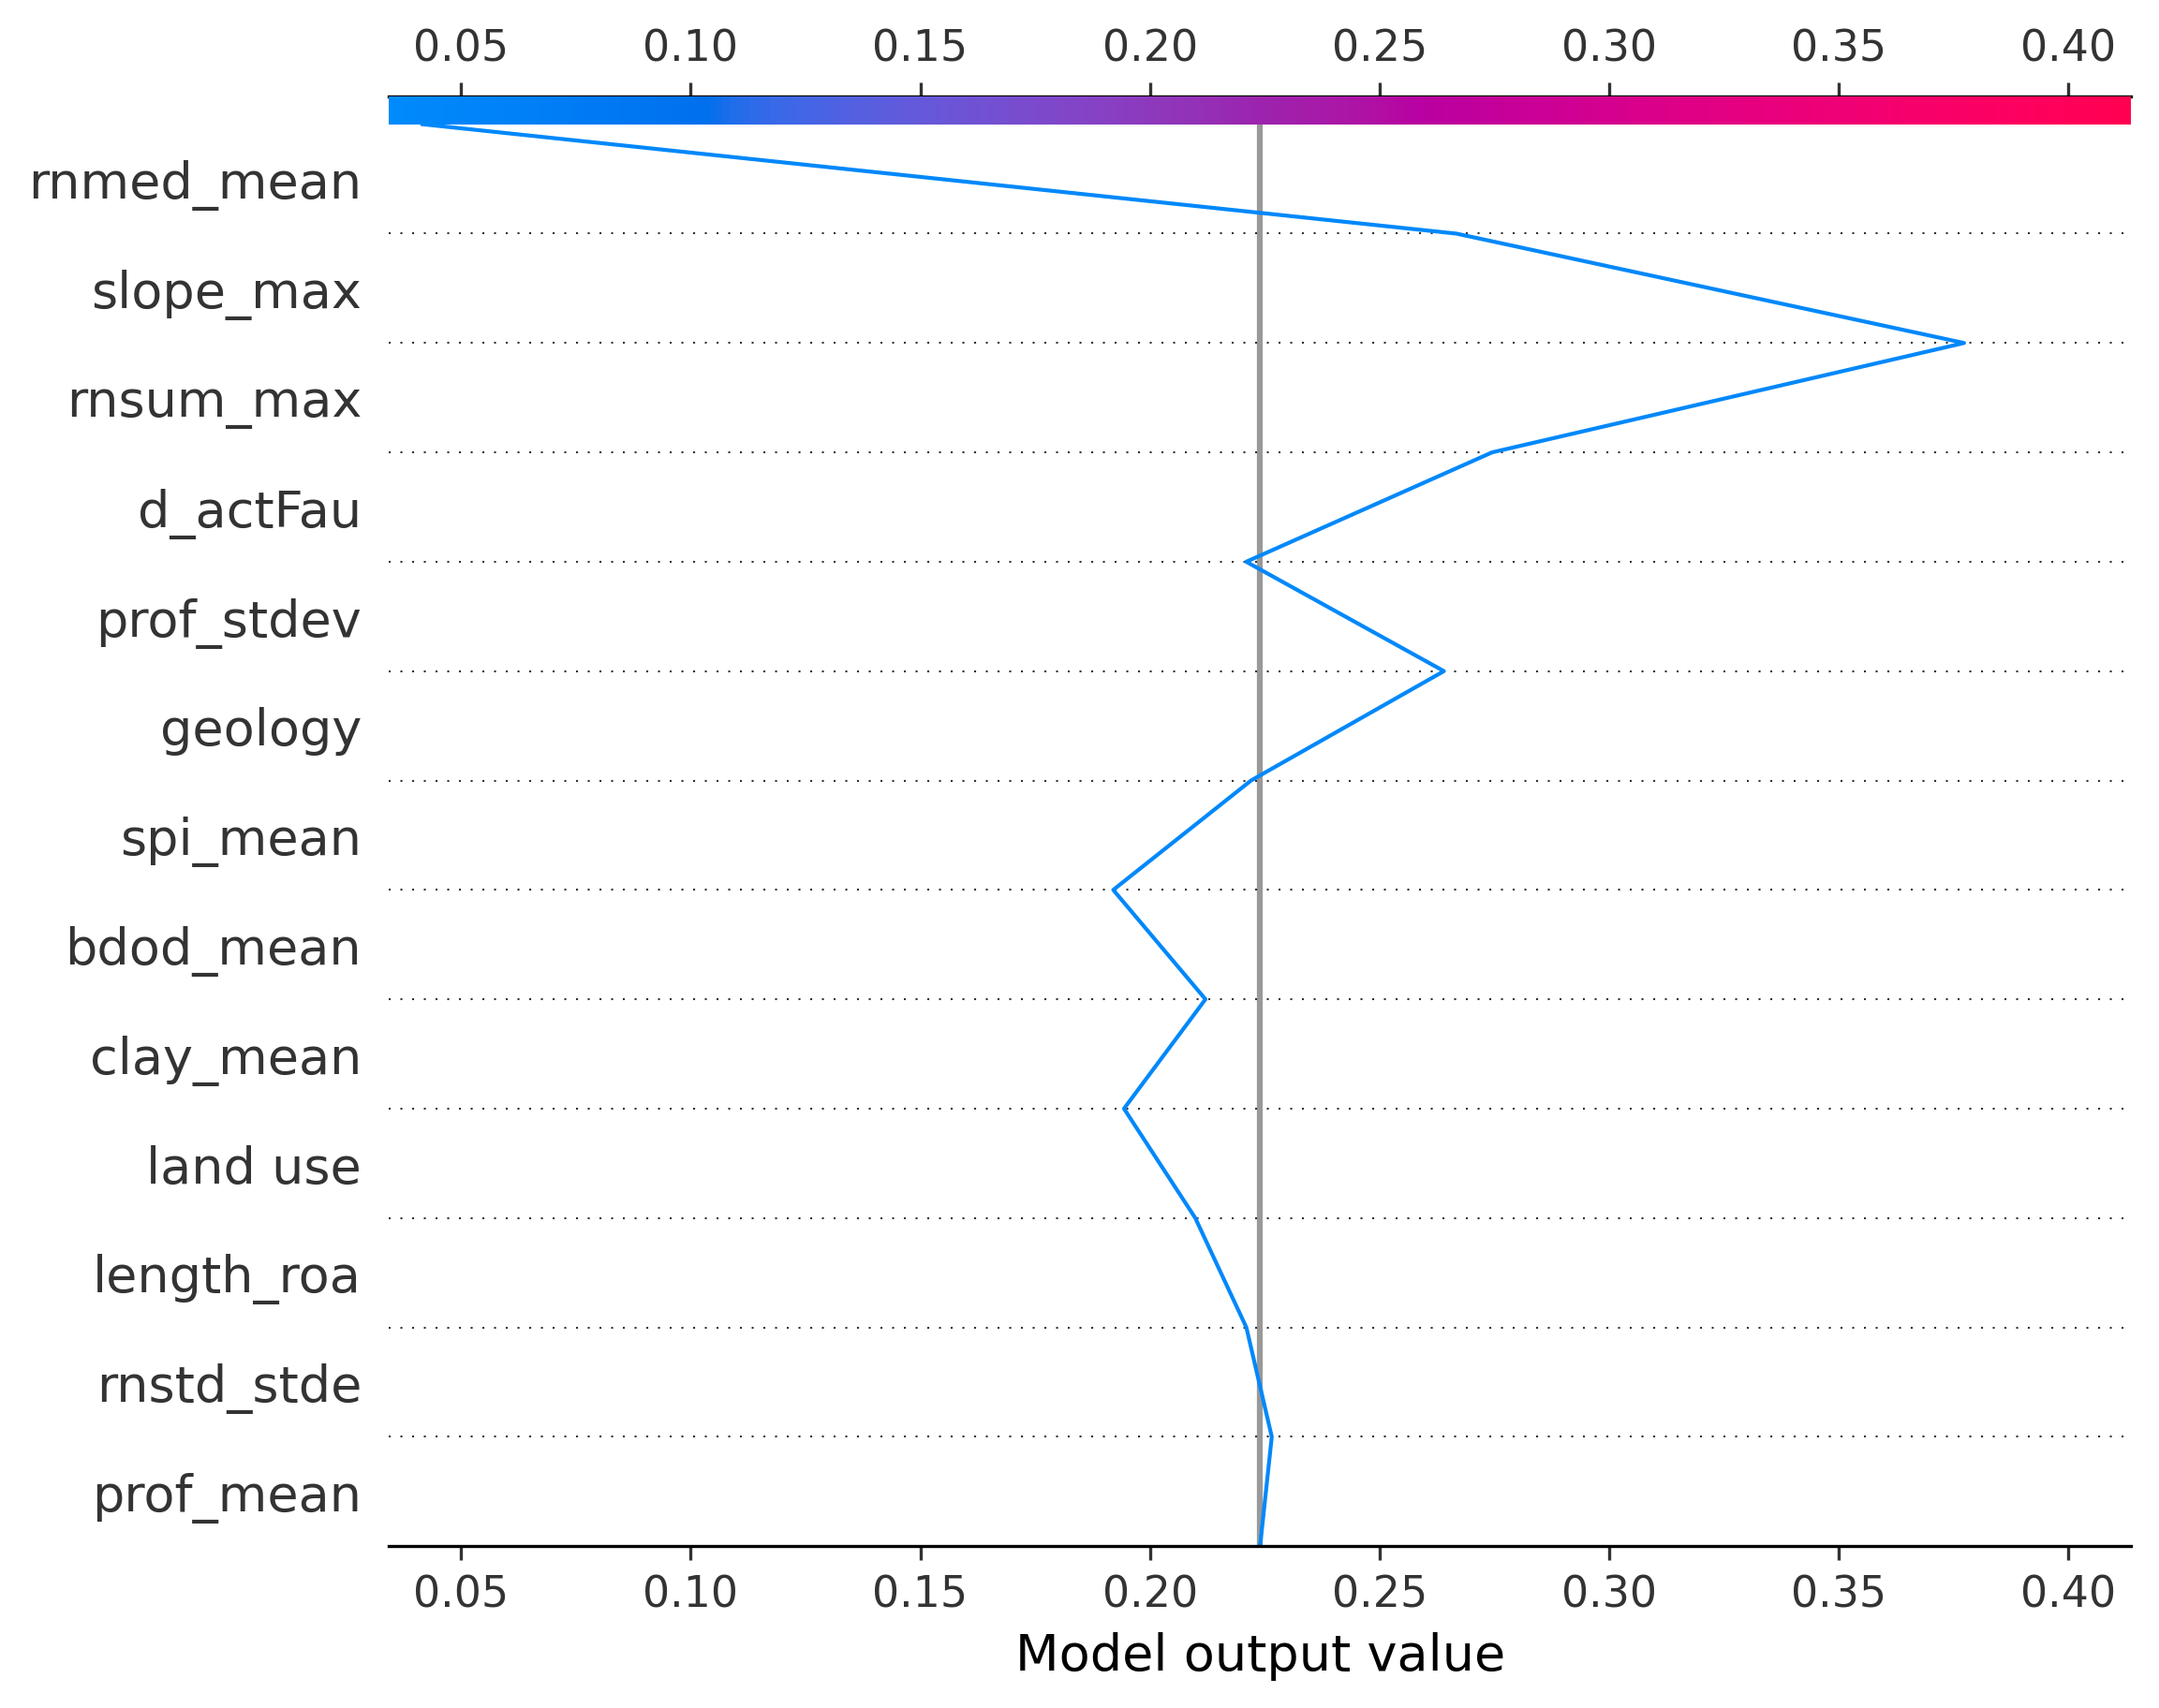 0.05 0.10 0.15 0.20 0.25 0.30 0.35 0.40
rnmed_mean
slope_max
rnsum_max
d_actFau
prof_stdev
geology
spi_mean
bdod_mean
clay_mean
land use
length_roa
rnstd_stde
prof_mean
0.05 0.10 0.15 0.20 0.25 0.30 0.35 0.40
Model output value